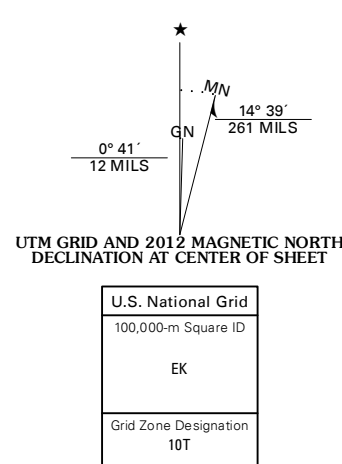 ★
MN
GN
14° 39´
261 MILS
0° 41´
12 MILS
UTM GRID AND 2012 MAGNETIC NORTH
DECLINATION AT CENTER OF SHEET
U.S. National Grid
100,000-m Square ID
EK
Grid Zone Designation
10T